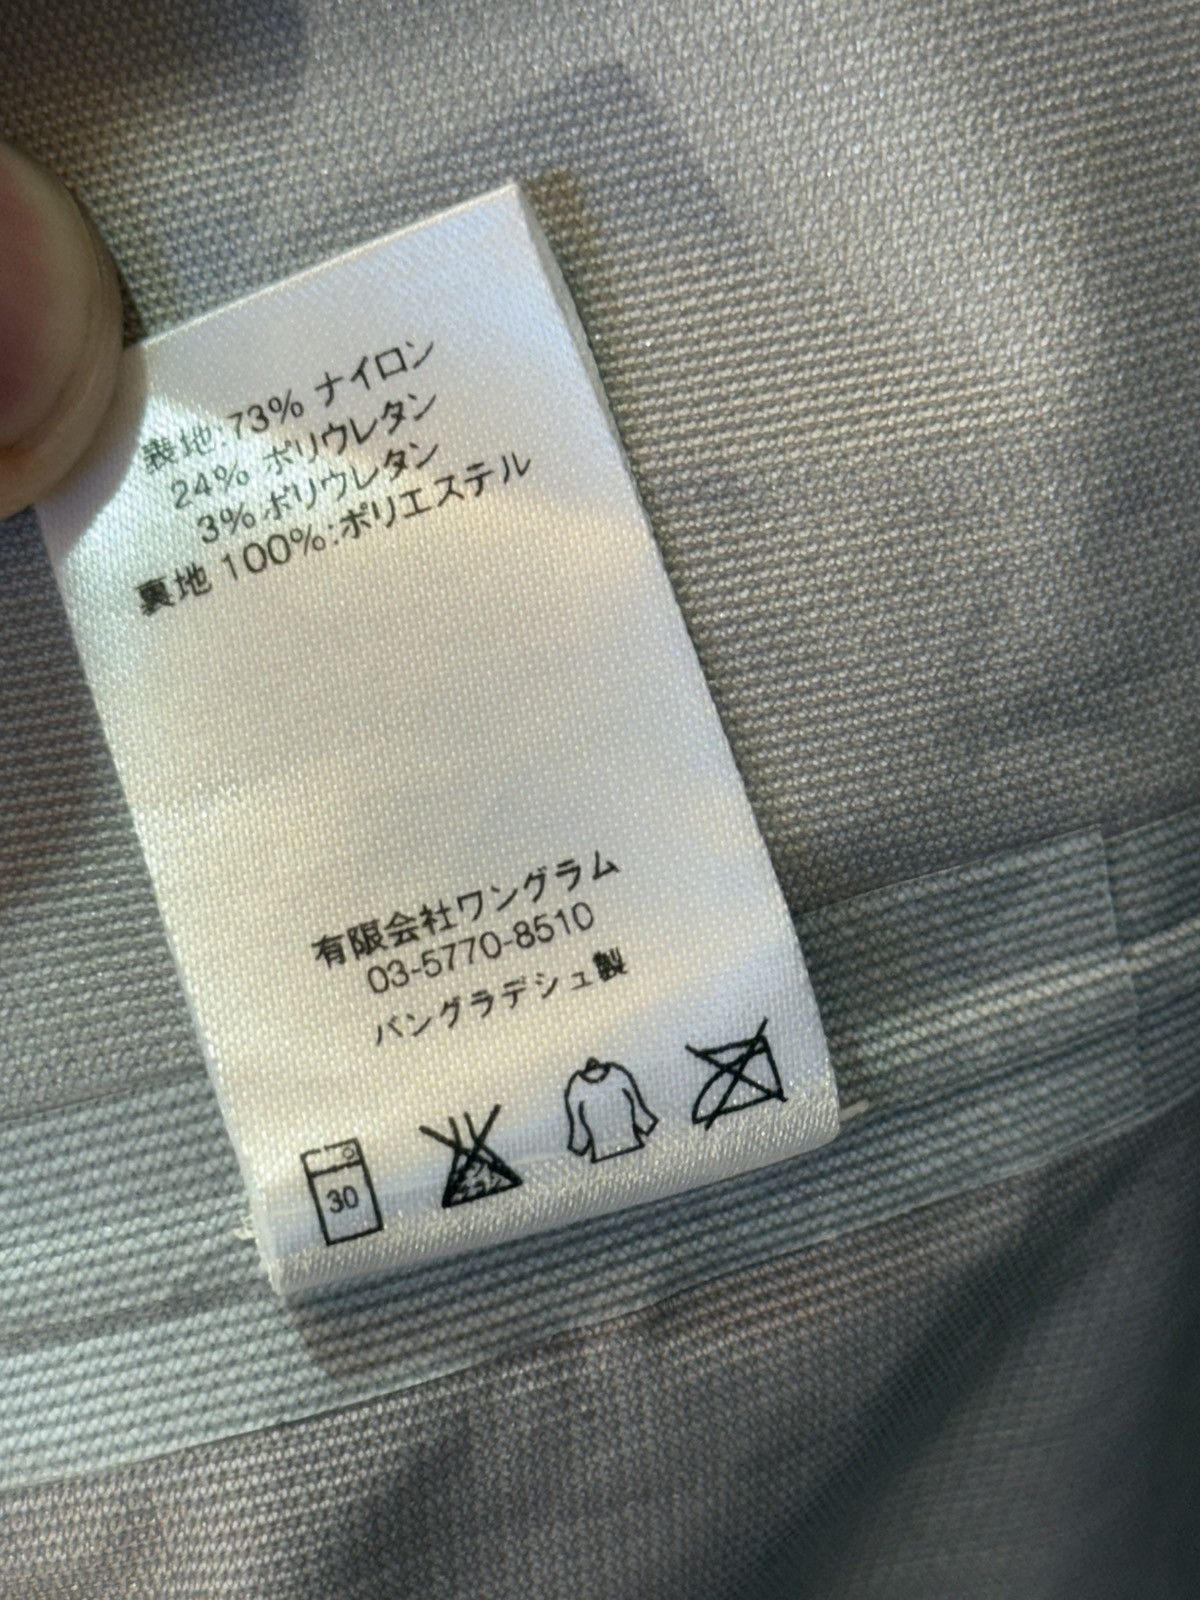 表地:73% ナイロン
24% ポリウレタン
3%:ポリウレタン
裏地 100%:ポリエステル
有限会社ワングラム
03-5770-8510
バングラデシュ製
30